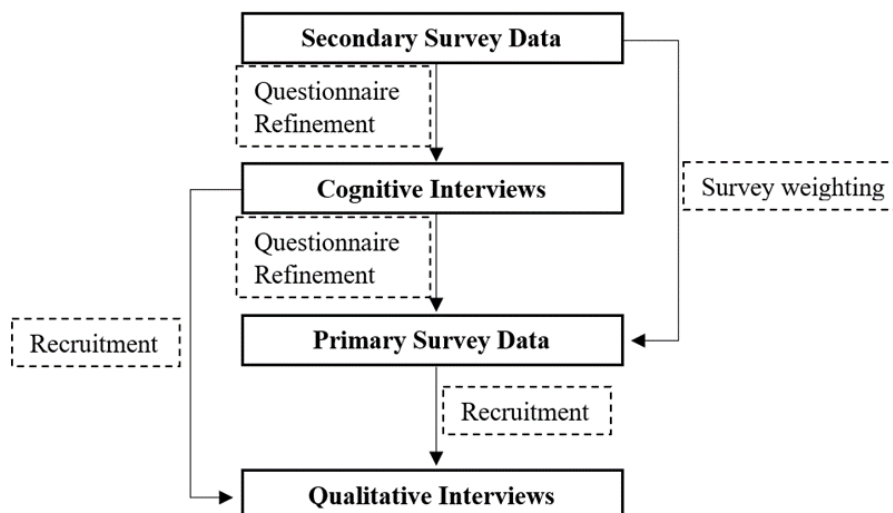 Secondary Survey Data
Questionnaire
Refinement
Cognitive Interviews
Survey weighting
Questionnaire
Refinement
Primary Survey Data
Recruitment
Recruitment
Qualitative Interviews